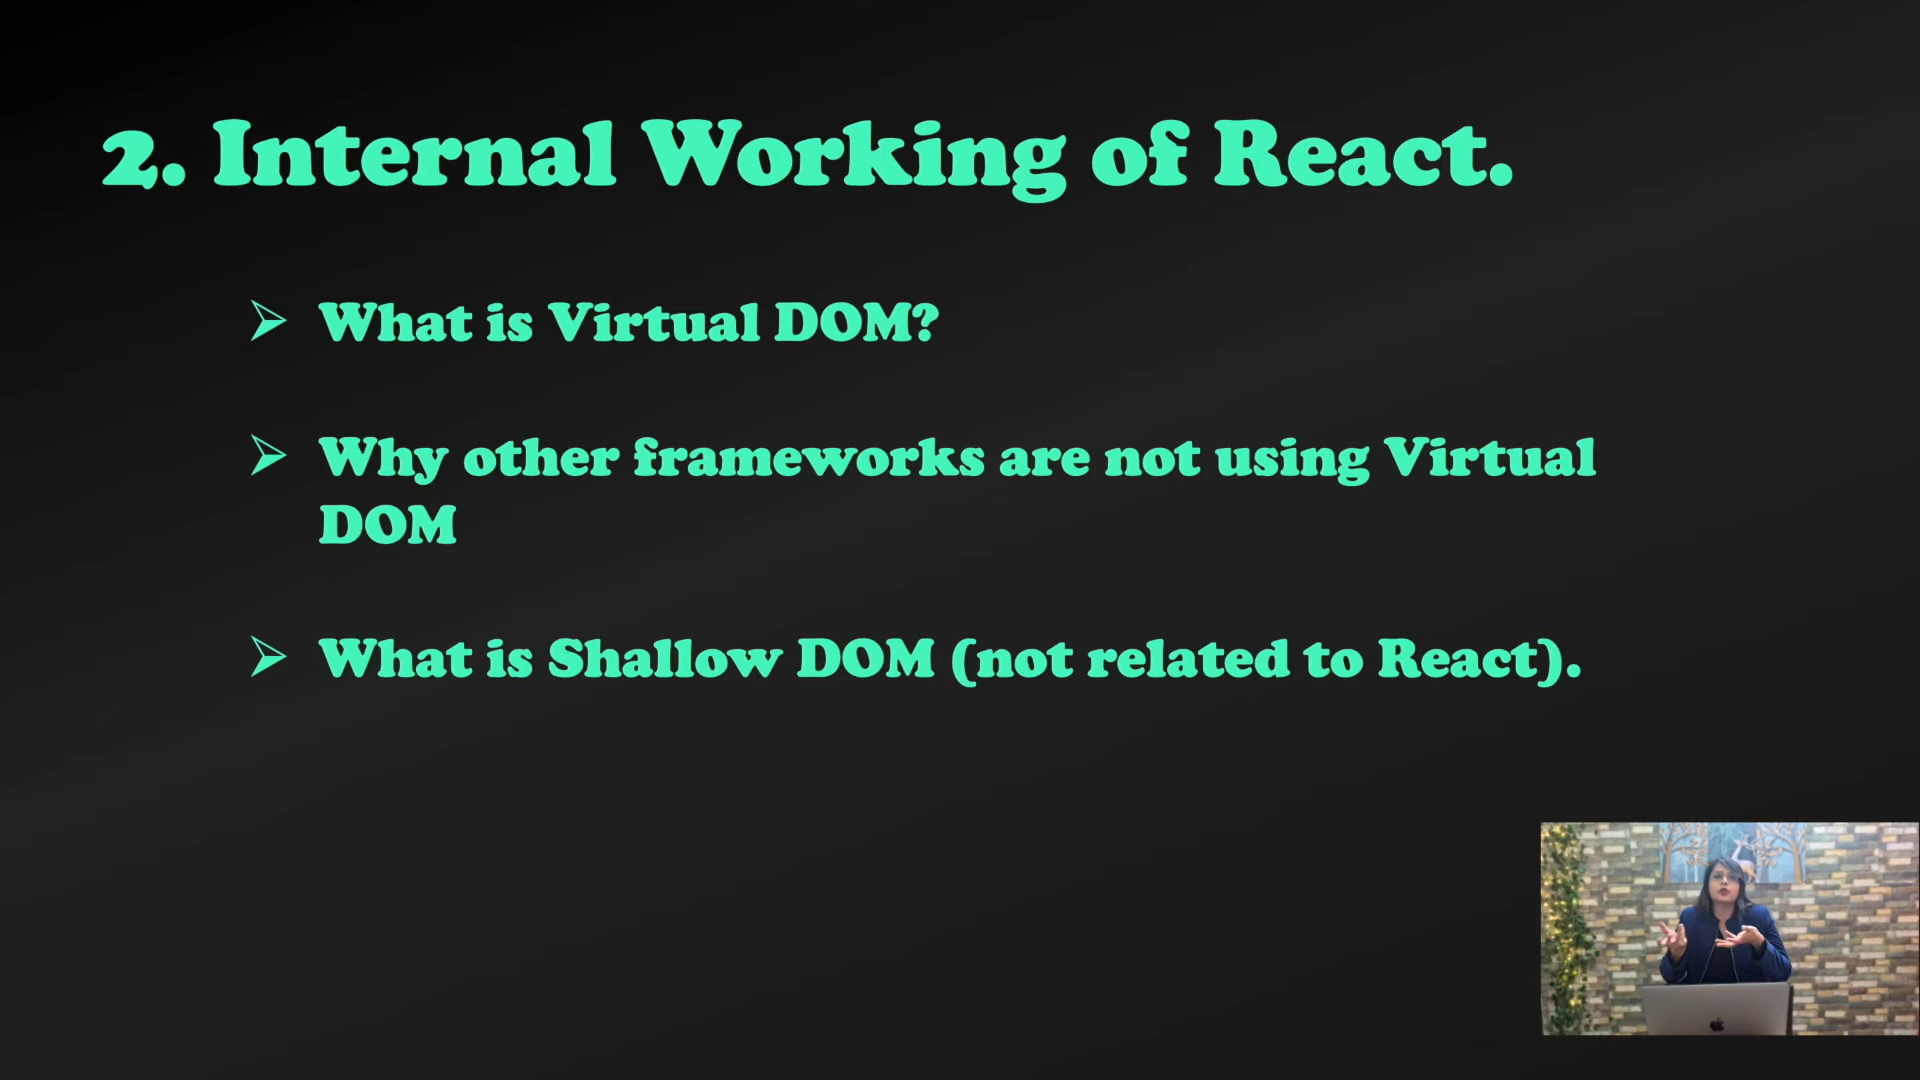 2. Internal Working of React.
What is Virtual DOM?
Why other frameworks are not using Virtual
DOM
What is Shallow DOM (not related to React).